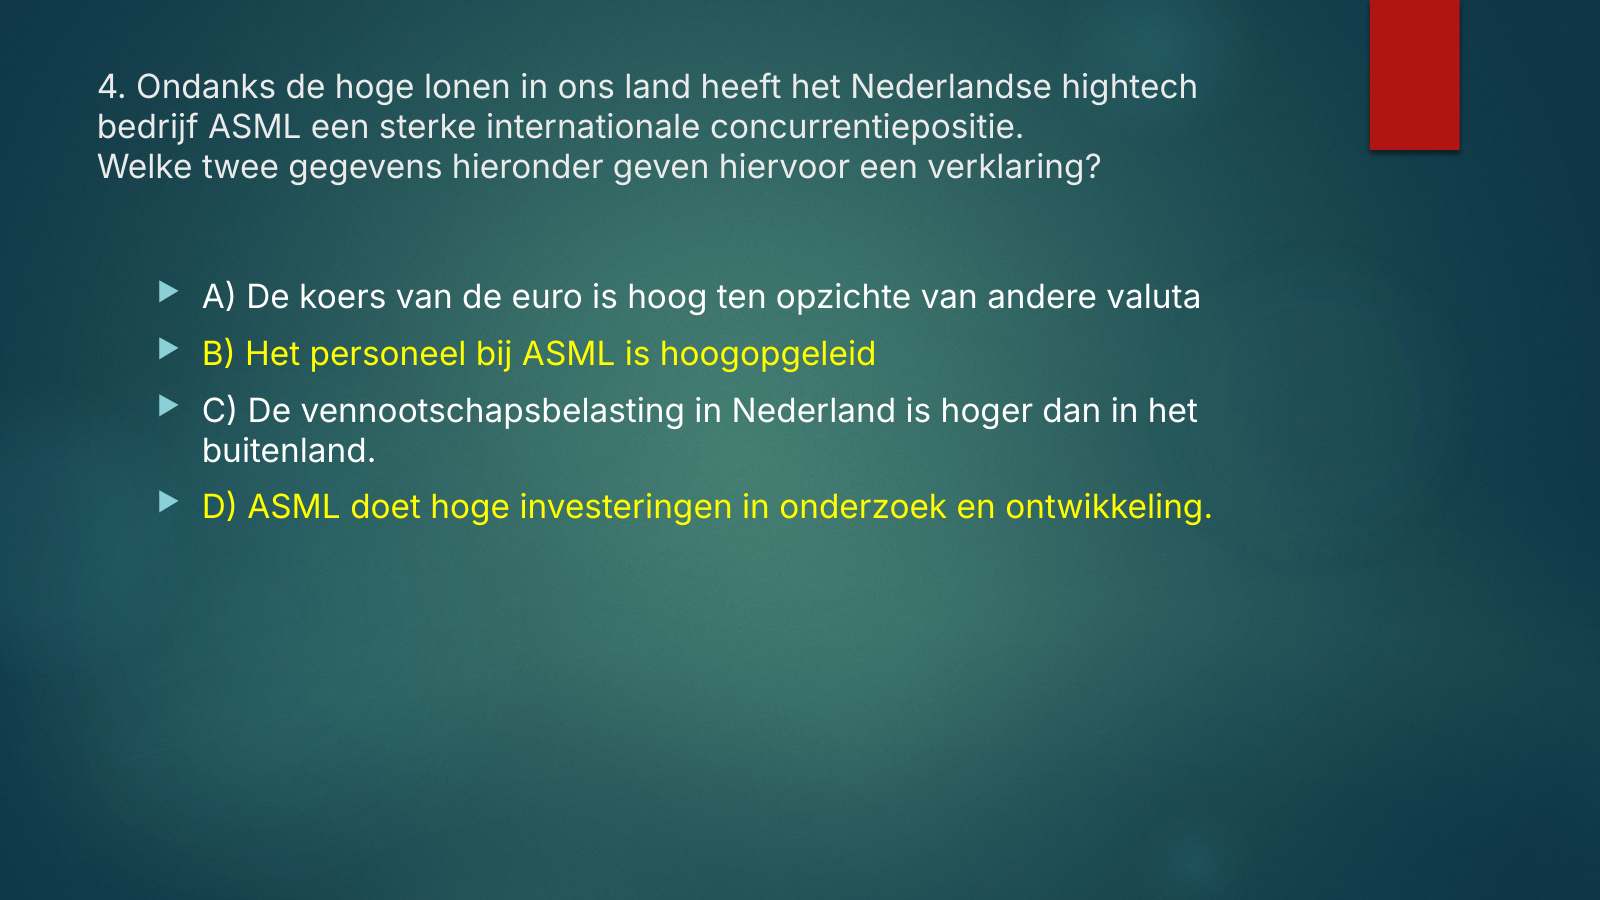 4. Ondanks de hoge lonen in ons land heeft het Nederlandse hightech
bedrijf ASML een sterke internationale concurrentiepositie.
Welke twee gegevens hieronder geven hiervoor een verklaring?
A) De koers van de euro is hoog ten opzichte van andere valuta
B) Het personeel bij ASML is hoogopgeleid
C) De vennootschapsbelasting in Nederland is hoger dan in het
buitenland.
D) ASML doet hoge investeringen in onderzoek en ontwikkeling.